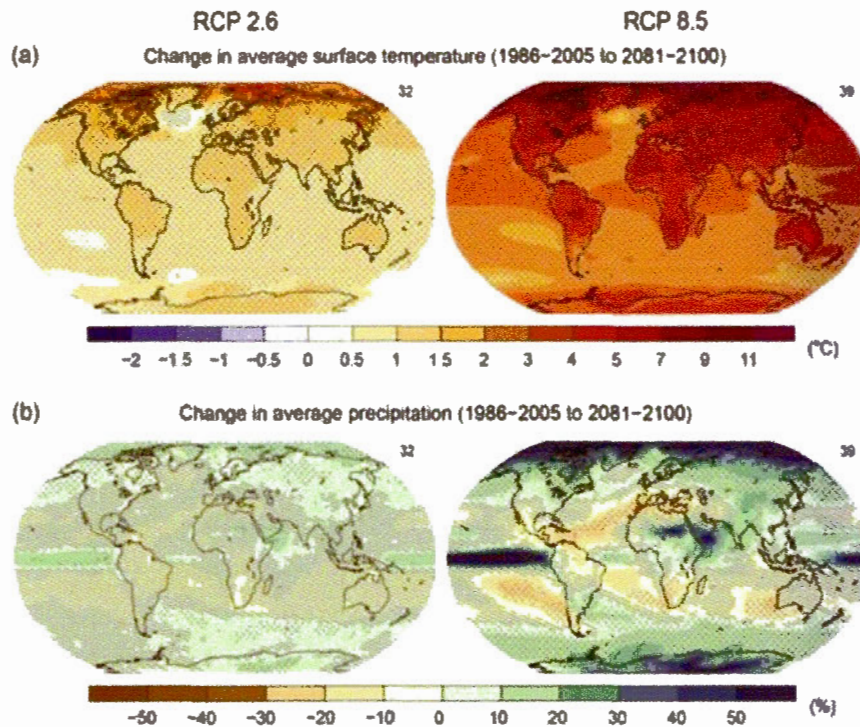 RCP 2.6 RCP 8.5
(a) Change in average surface temperature (1986−2005 to 2081−2100)
32 39
−2 −1.5 −1 −0.5 0 0.5 1 1.5 2 3 4 5 7 9 11 (°C)
(b) Change in average precipitation (1986−2005 to 2081−2100)
32 39
−50 −40 −30 −20 −10 0 10 20 30 40 50 (%)